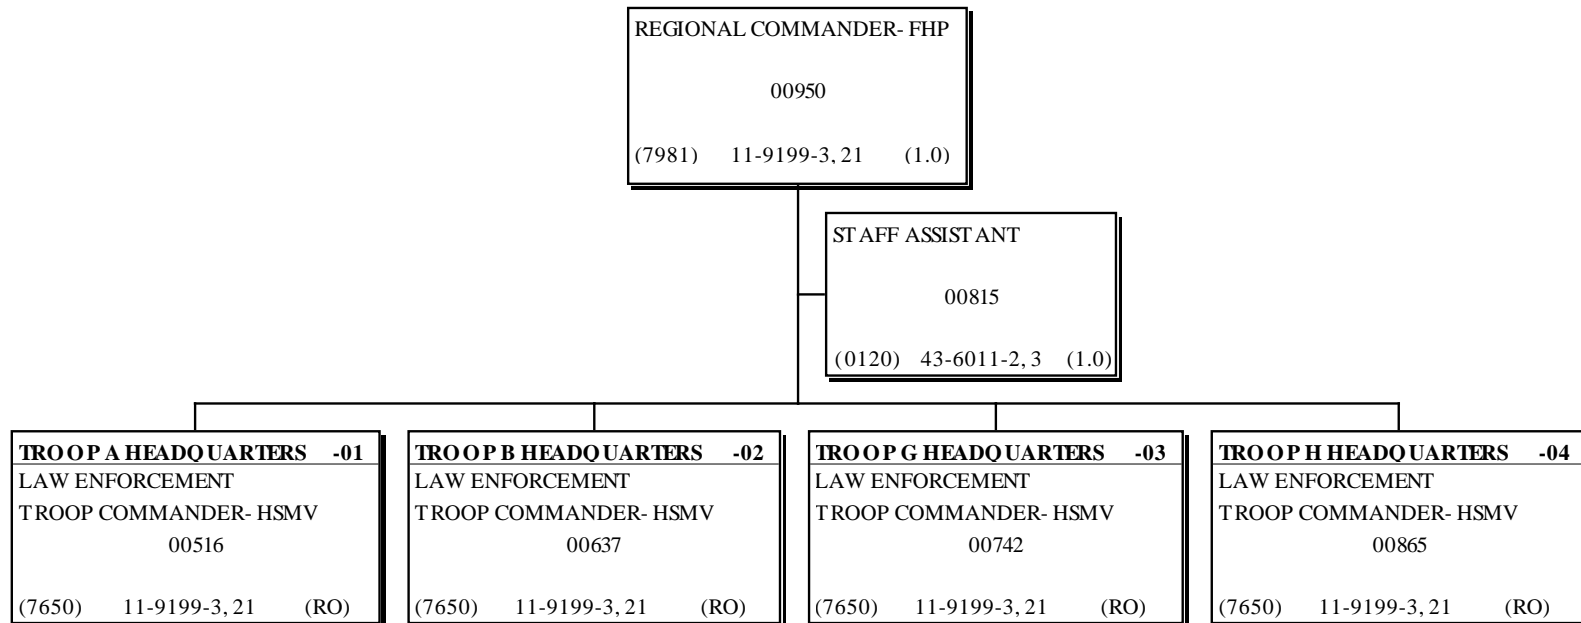 REGIONAL COMMANDER- FHP
00950
(7981) 11-9199-3, 21 (1.0)
STAFF ASSISTANT
00815
(0120) 43-6011-2, 3 (1.0)
TROOP A HEADQUARTERS -01
LAW ENFORCEMENT
TROOP COMMANDER- HSMV
00516
(7650) 11-9199-3, 21 (RO)
TROOP B HEADQUARTERS -02
LAW ENFORCEMENT
TROOP COMMANDER- HSMV
00637
(7650) 11-9199-3, 21 (RO)
TROOP G HEADQUARTERS -03
LAW ENFORCEMENT
TROOP COMMANDER- HSMV
00742
(7650) 11-9199-3, 21 (RO)
TROOP H HEADQUARTERS -04
LAW ENFORCEMENT
TROOP COMMANDER- HSMV
00865
(7650) 11-9199-3, 21 (RO)